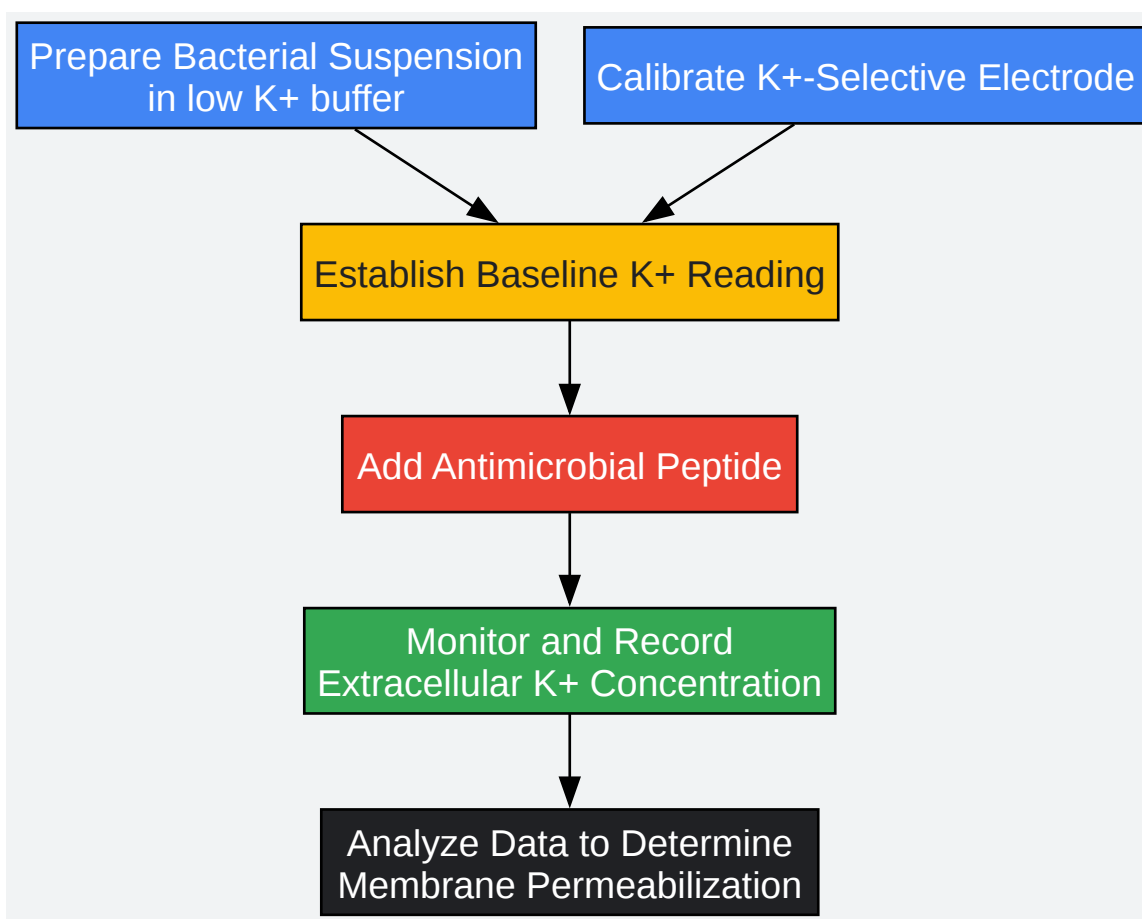 Prepare Bacterial Suspension
in low K+ buffer
Calibrate K+-Selective Electrode
Establish Baseline K+ Reading
Add Antimicrobial Peptide
Monitor and Record
Extracellular K+ Concentration
Analyze Data to Determine
Membrane Permeabilization